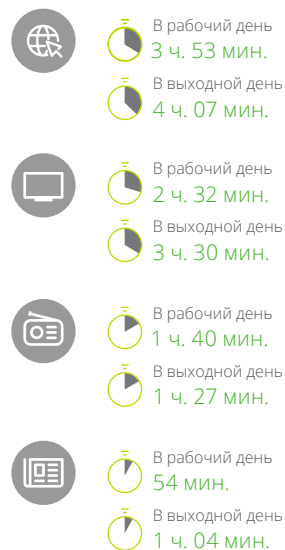 В рабочий день
3 ч. 53 мин.
В выходной день
4 ч. 07 мин.
В рабочий день
2 ч. 32 мин.
В выходной день
3 ч. 30 мин.
В рабочий день
1 ч. 40 мин.
В выходной день
1 ч. 27 мин.
В рабочий день
54 мин.
В выходной день
1 ч. 04 мин.